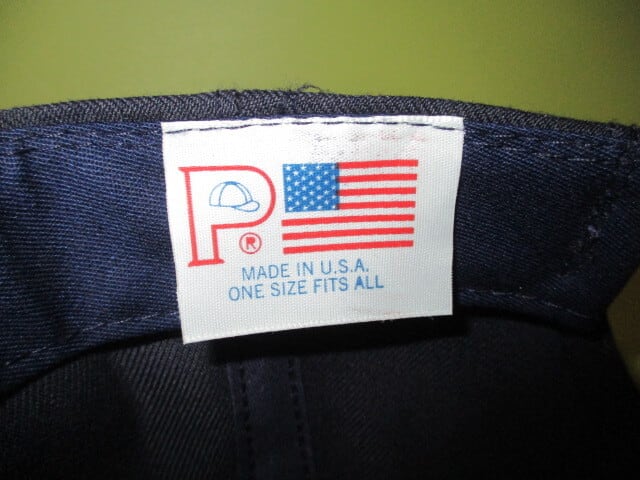 P®
MADE IN U.S.A.
ONE SIZE FITS ALL